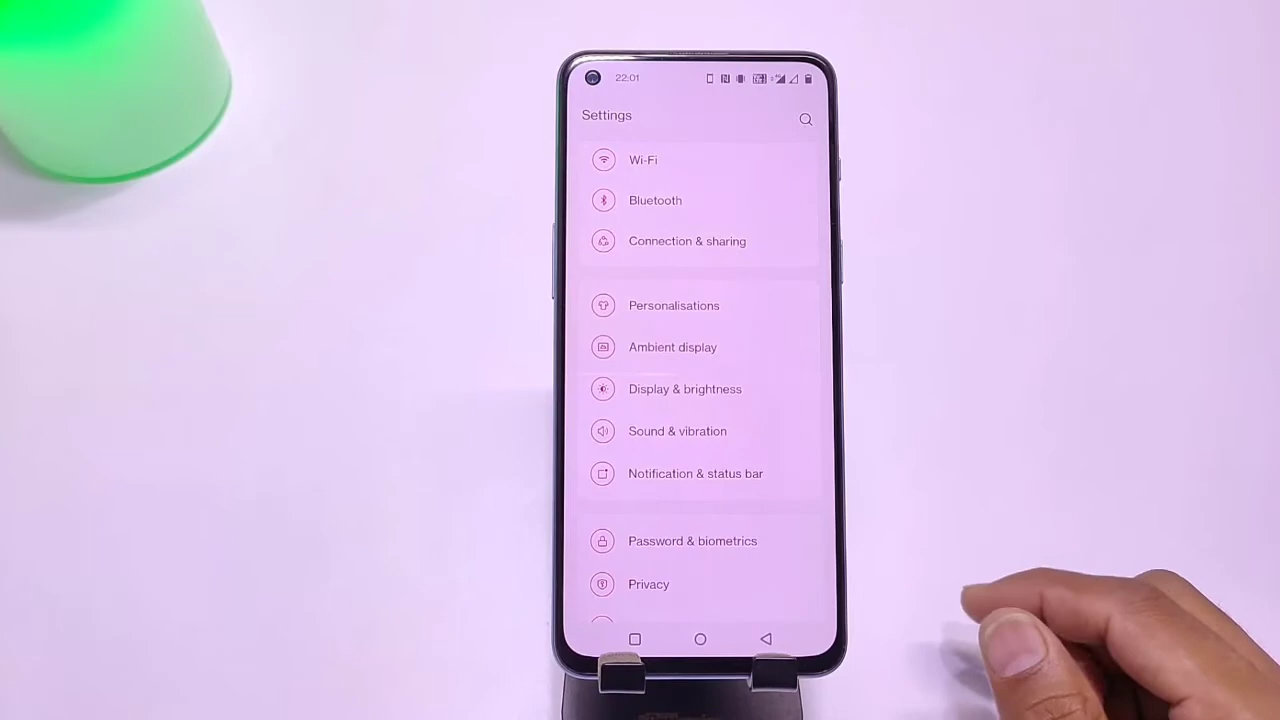 22:01
Settings
Wi-Fi
Bluetooth
Connection & sharing
Personalisations
Ambient display
Display & brightness
Sound & vibration
Notification & status bar
Password & biometrics
Privacy